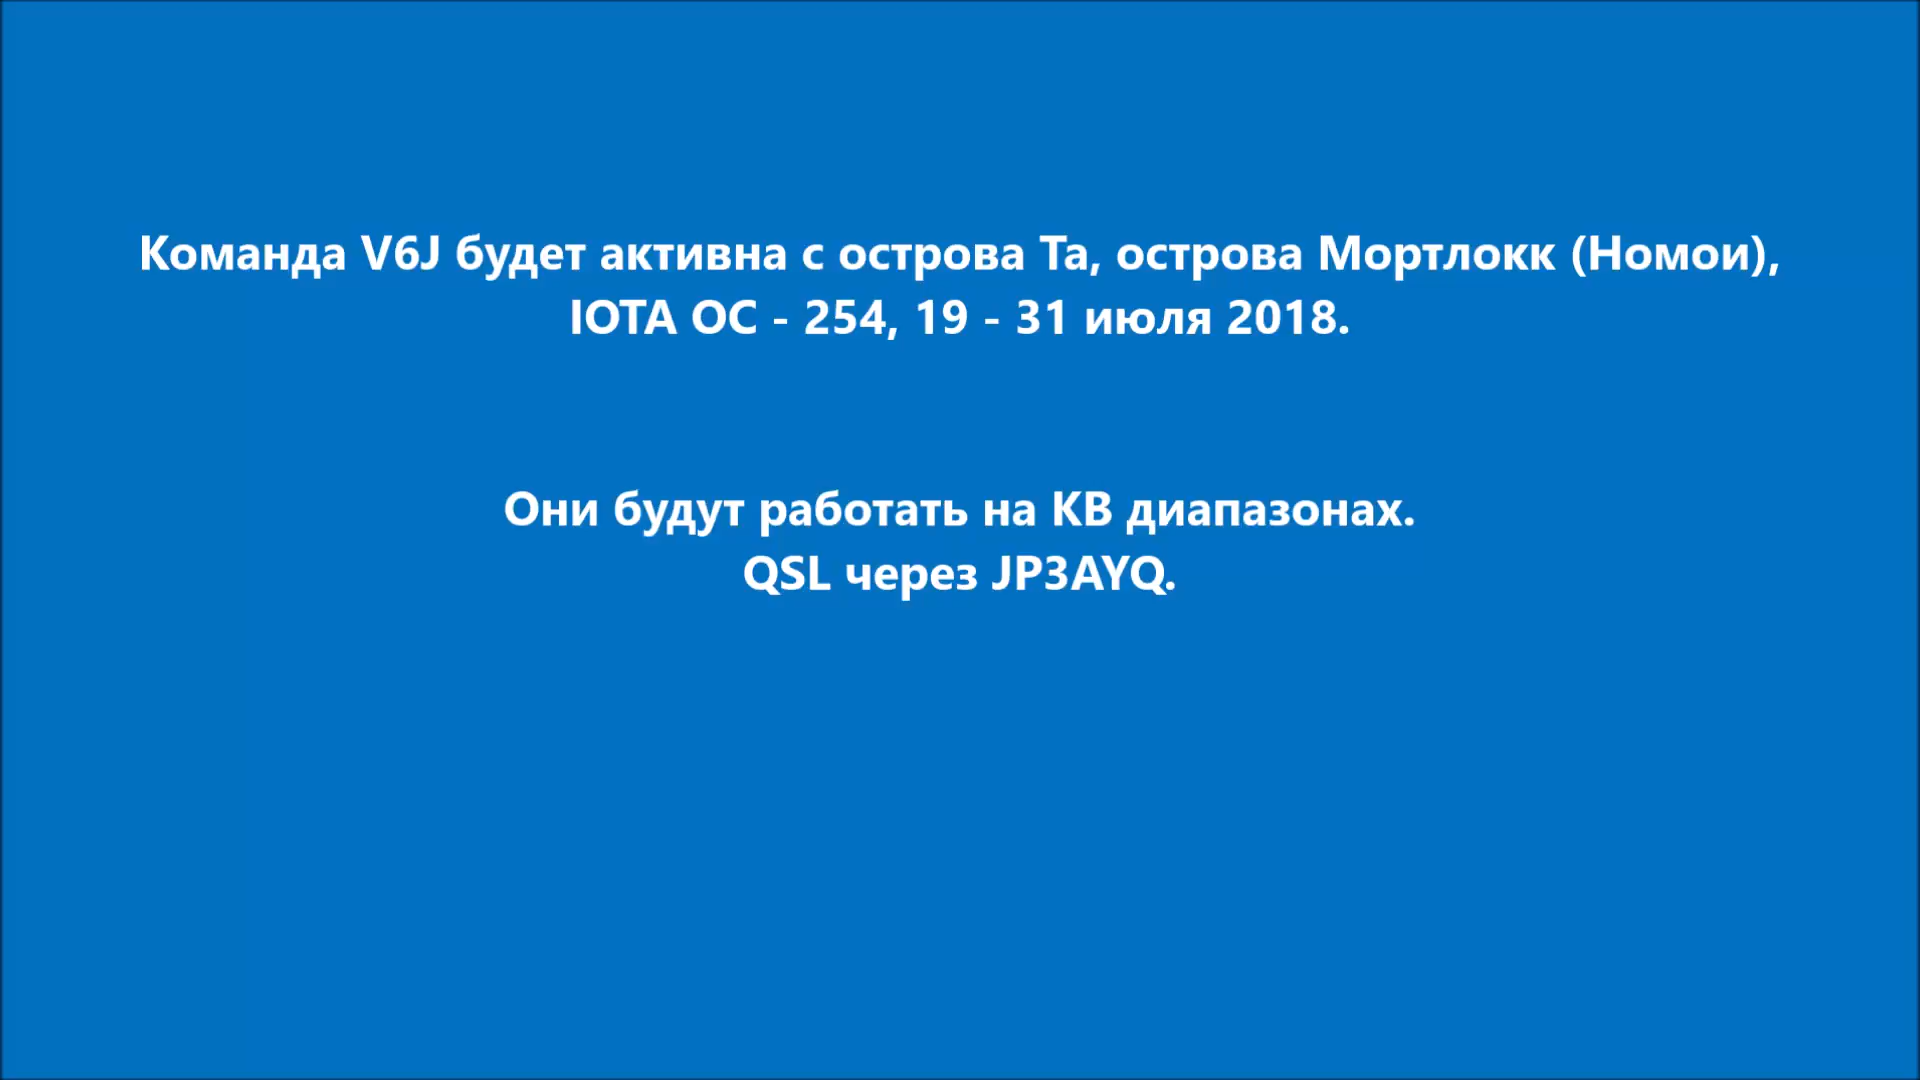 Команда V6J будет активна с острова Та, острова Мортлокк (Номои),
IOTA OC - 254, 19 - 31 июля 2018.
Они будут работать на КВ диапазонах.
QSL через JP3AYQ.